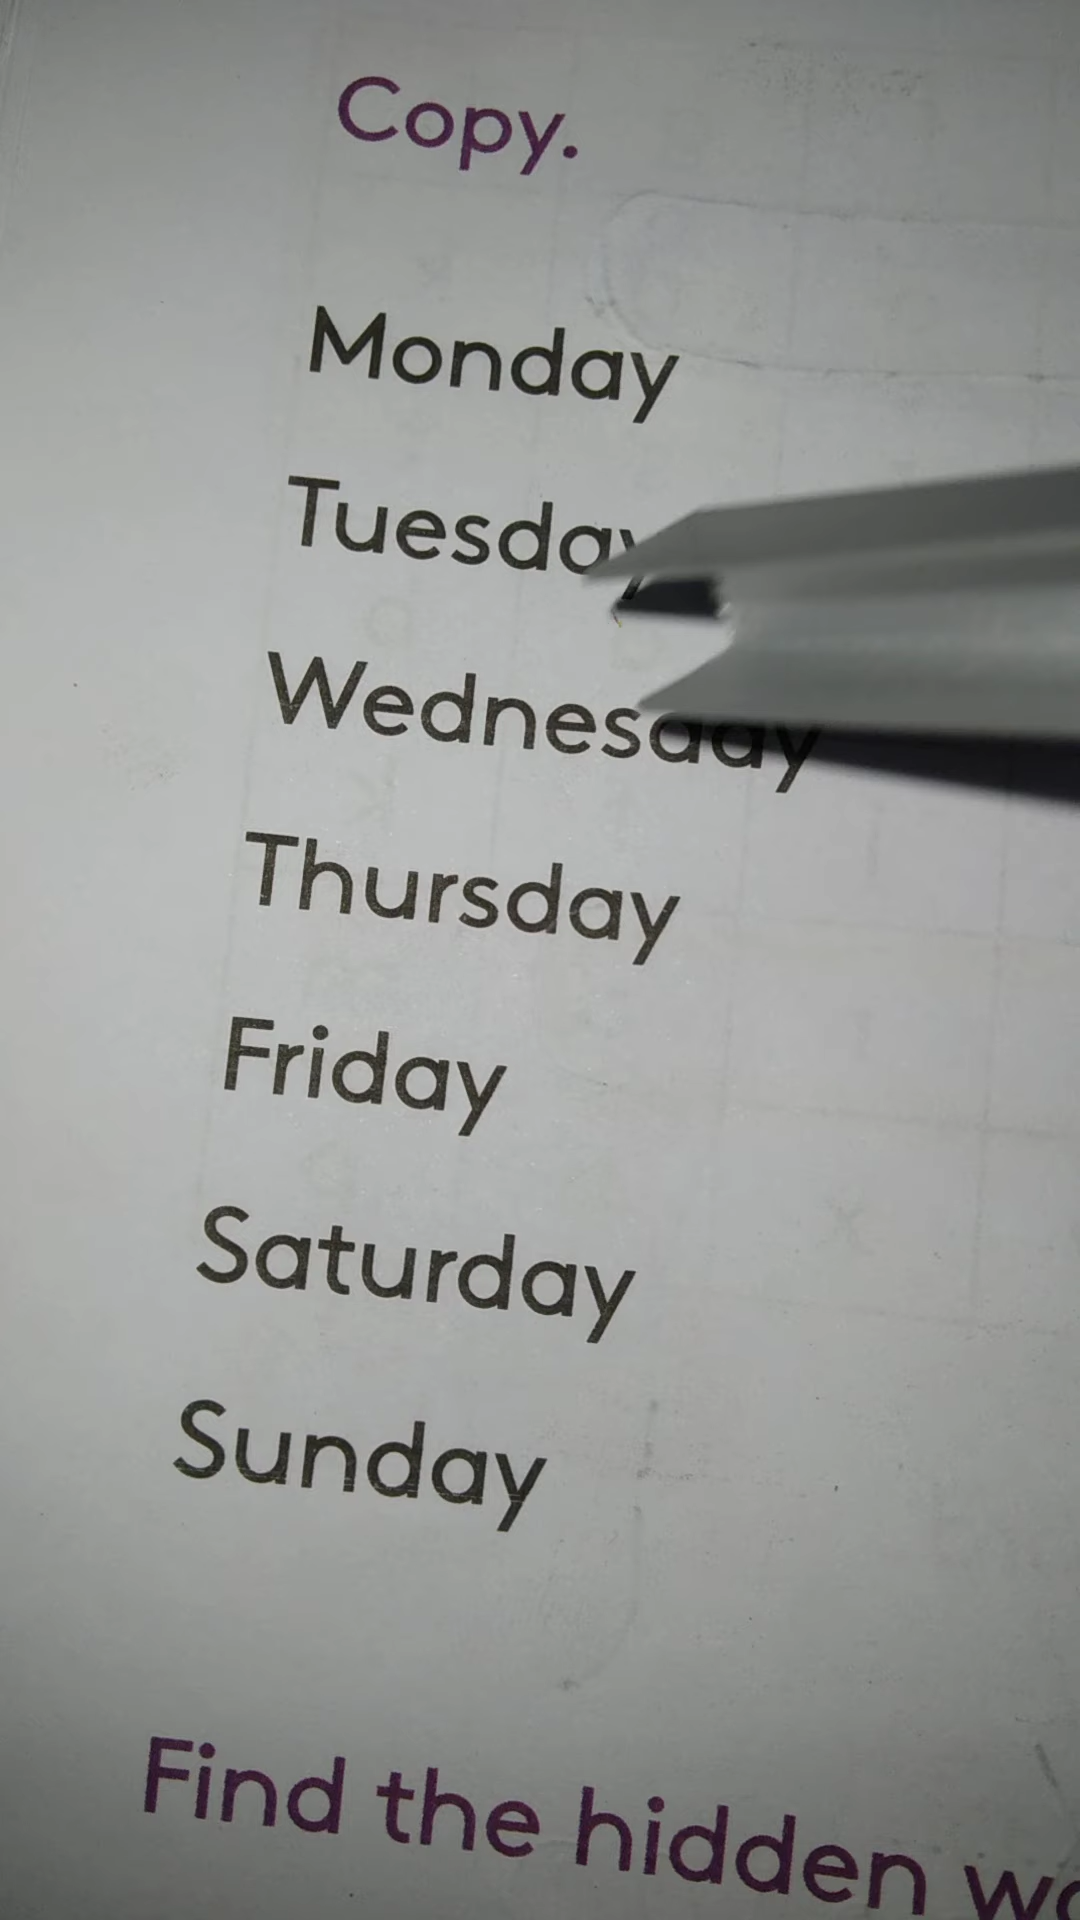 Copy.
Monday
Tuesday
Wednesday
Thursday
Friday
Saturday
Sunday
Find the hidden